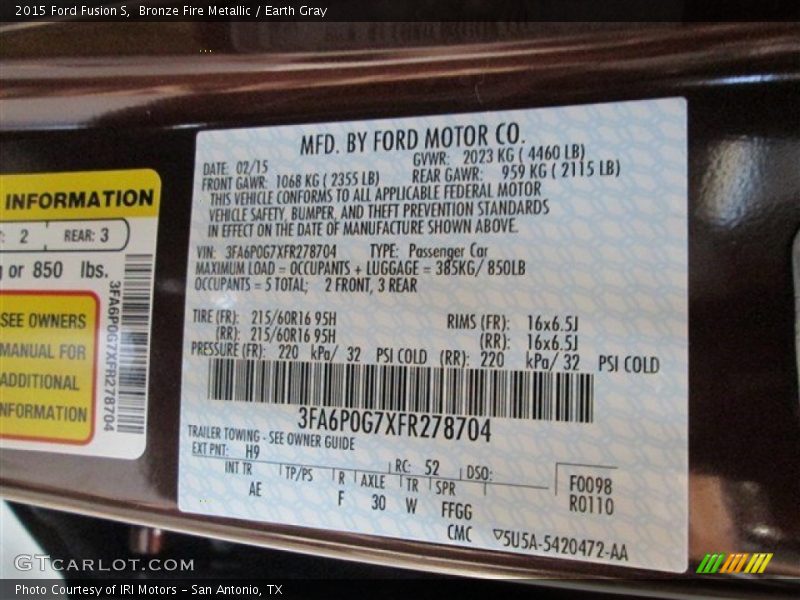 2015 Ford Fusion S,  Bronze Fire Metallic / Earth Gray
INFORMATION
: 2 REAR: 3
g or 850 lbs.
SEE OWNERS
MANUAL FOR
ADDITIONAL
INFORMATION
3FA6P0G7XFR278704
MFD. BY FORD MOTOR CO.
DATE: 02/15 GVWR: 2023 KG ( 4460 LB)
FRONT GAWR: 1068 KG ( 2355 LB) REAR GAWR: 959 KG ( 2115 LB)
THIS VEHICLE CONFORMS TO ALL APPLICABLE FEDERAL MOTOR
VEHICLE SAFETY, BUMPER, AND THEFT PREVENTION STANDARDS
IN EFFECT ON THE DATE OF MANUFACTURE SHOWN ABOVE.
VIN: 3FA6P0G7XFR278704 TYPE: Passenger Car
MAXIMUM LOAD = OCCUPANTS + LUGGAGE = 385KG/ 850LB
OCCUPANTS = 5 TOTAL; 2 FRONT, 3 REAR
TIRE (FR): 215/60R16 95H RIMS (FR): 16x6.5J
(RR): 215/60R16 95H (RR): 16x6.5J
PRESSURE (FR): 220 kPa/ 32 PSI COLD (RR): 220 kPa/ 32 PSI COLD
3FA6P0G7XFR278704
TRAILER TOWING - SEE OWNER GUIDE
EXT PNT: H9 RC: 52 DSO:
INT TR TP/PS R AXLE TR SPR F0098
AE F 30 W FFGG R0110
CMC ▽5U5A-5420472-AA
GTCARLOT.COM
Photo Courtesy of IRI Motors – San Antonio, TX